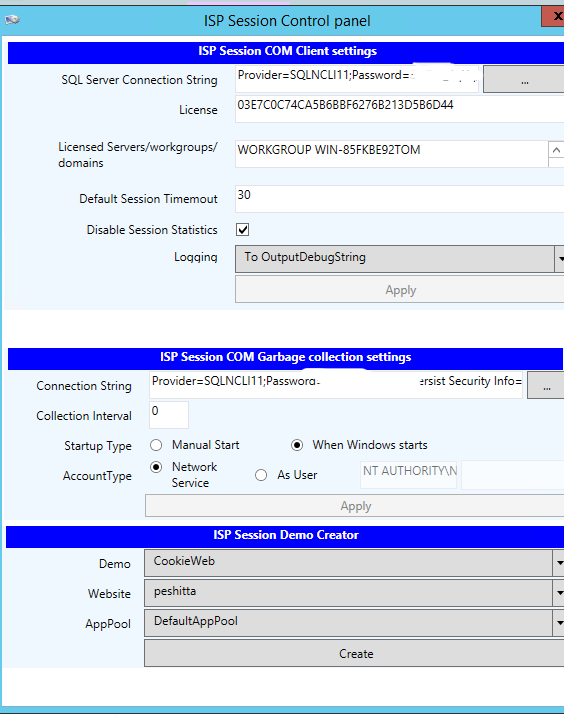 ISP Session Control panel
X
ISP Session COM Client settings
SQL Server Connection String
Provider=SQLNCLI11;Password=
...
License
03E7C0C74CA5B6BBF6276B213D5B6D44
Licensed Servers/workgroups/
domains
WORKGROUP WIN-85FKBE92TOM
Default Session Timemout
30
Disable Session Statistics
Logging
To OutputDebugString
Apply
ISP Session COM Garbage collection settings
Connection String
Provider=SQLNCLI11;Password ersist Security Info=
...
Collection Interval
0
Startup Type
Manual Start
When Windows starts
AccountType
Network
Service
As User
NT AUTHORITY\N
Apply
ISP Session Demo Creator
Demo
CookieWeb
Website
peshitta
AppPool
DefaultAppPool
Create